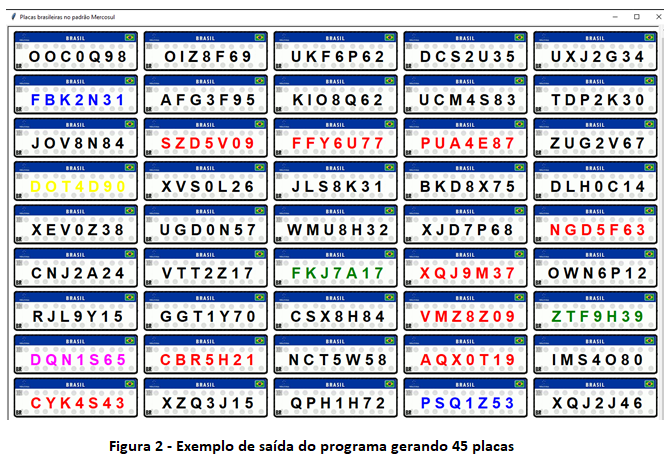 Placas brasileiras no padrão Mercosul
BRASIL BRASIL BRASIL BRASIL BRASIL
OOC0Q98 OIZ8F69 UKF6P62 DCS2U35 UXJ2G34
BRASIL BRASIL BRASIL BRASIL BRASIL
FBK2N31 AFG3F95 KIO8Q62 UCM4S83 TDP2K30
BR BR BR BR BR
BRASIL BRASIL BRASIL BRASIL BRASIL
JOV8N84 SZD5V09 FFY6U77 PUA4E87 ZUG2V67
BR BR BR BR BR
BRASIL BRASIL BRASIL BRASIL BRASIL
DOT4D90 XVS0L26 JLS8K31 BKD8X75 DLH0C14
BR BR BR BR BR
BRASIL BRASIL BRASIL BRASIL BRASIL
XEV0Z38 UGD0N57 WMU8H32 XJD7P68 NGD5F63
BR BR BR BR BR
BRASIL BRASIL BRASIL BRASIL BRASIL
CNJ2A24 VTT2Z17 FKJ7A17 XQJ9M37 OWN6P12
BR BR BR BR BR
BRASIL BRASIL BRASIL BRASIL BRASIL
RJL9Y15 GGT1Y70 CSX8H84 VMZ8Z09 ZTF9H39
BR BR BR BR BR
BRASIL BRASIL BRASIL BRASIL BRASIL
DQN1S65 CBR5H21 NCT5W58 AQX0T19 IMS4O80
BR BR BR BR BR
BRASIL BRASIL BRASIL BRASIL BRASIL
CYK4S43 XZQ3J15 QPH1H72 PSQ1Z53 XQJ2J46
BR BR BR BR BR
Figura 2 - Exemplo de saída do programa gerando 45 placas